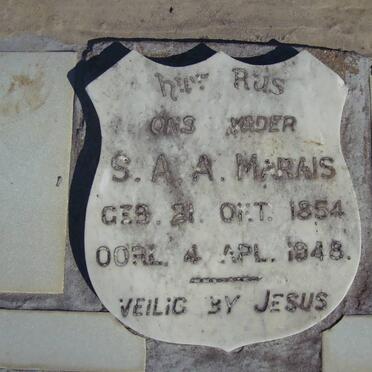 HIER RUS
ONS VADER
S. A. A. MARAIS
GEB. 21. OKT. 1854
OORL. 4 APL. 1948.
VEILIG BY JESUS